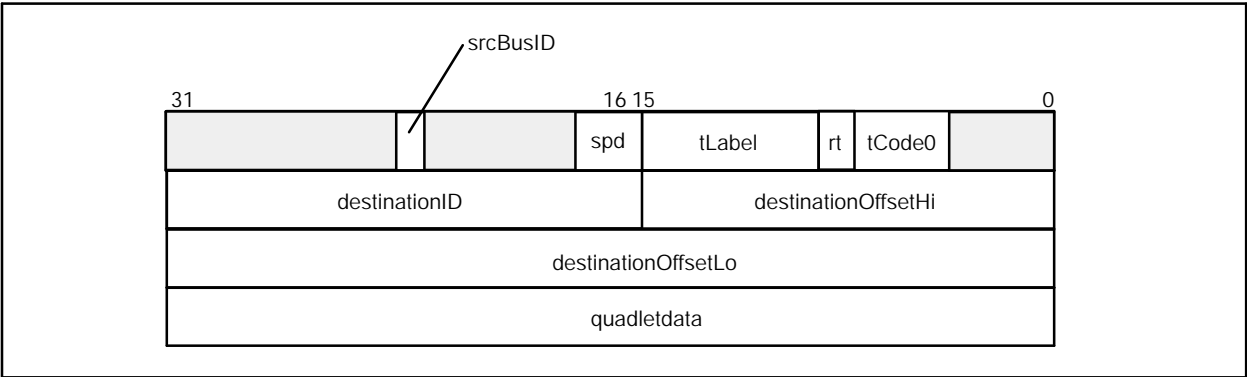 srcBusID
31 16 15 0
spd tLabel rt tCode0
destinationID destinationOffsetHi
destinationOffsetLo
quadletdata